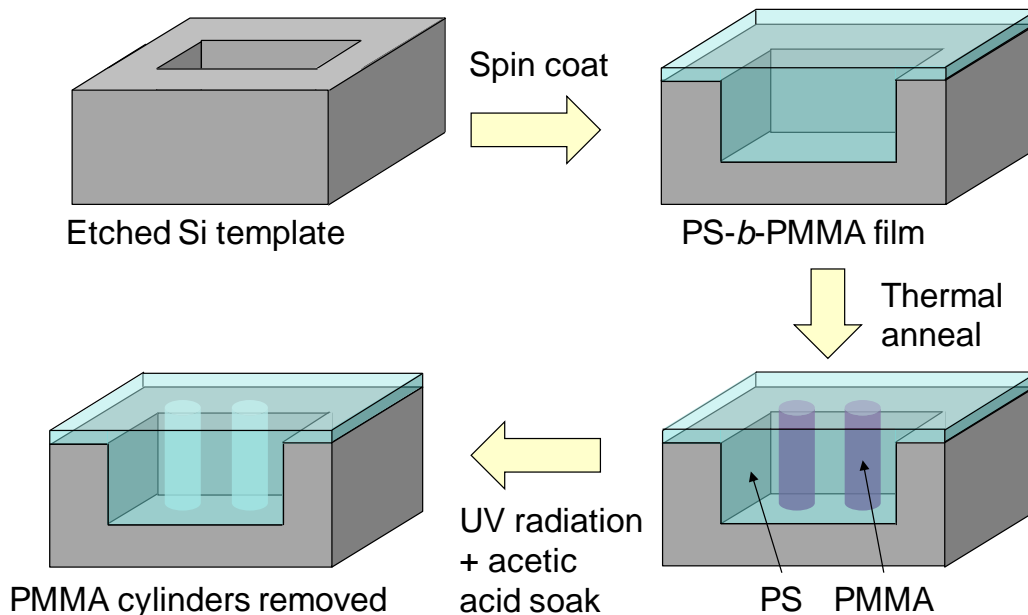 Etched Si template
Spin coat
PS-b-PMMA film
Thermal
anneal
PS
PMMA
UV radiation
+ acetic
acid soak
PMMA cylinders removed